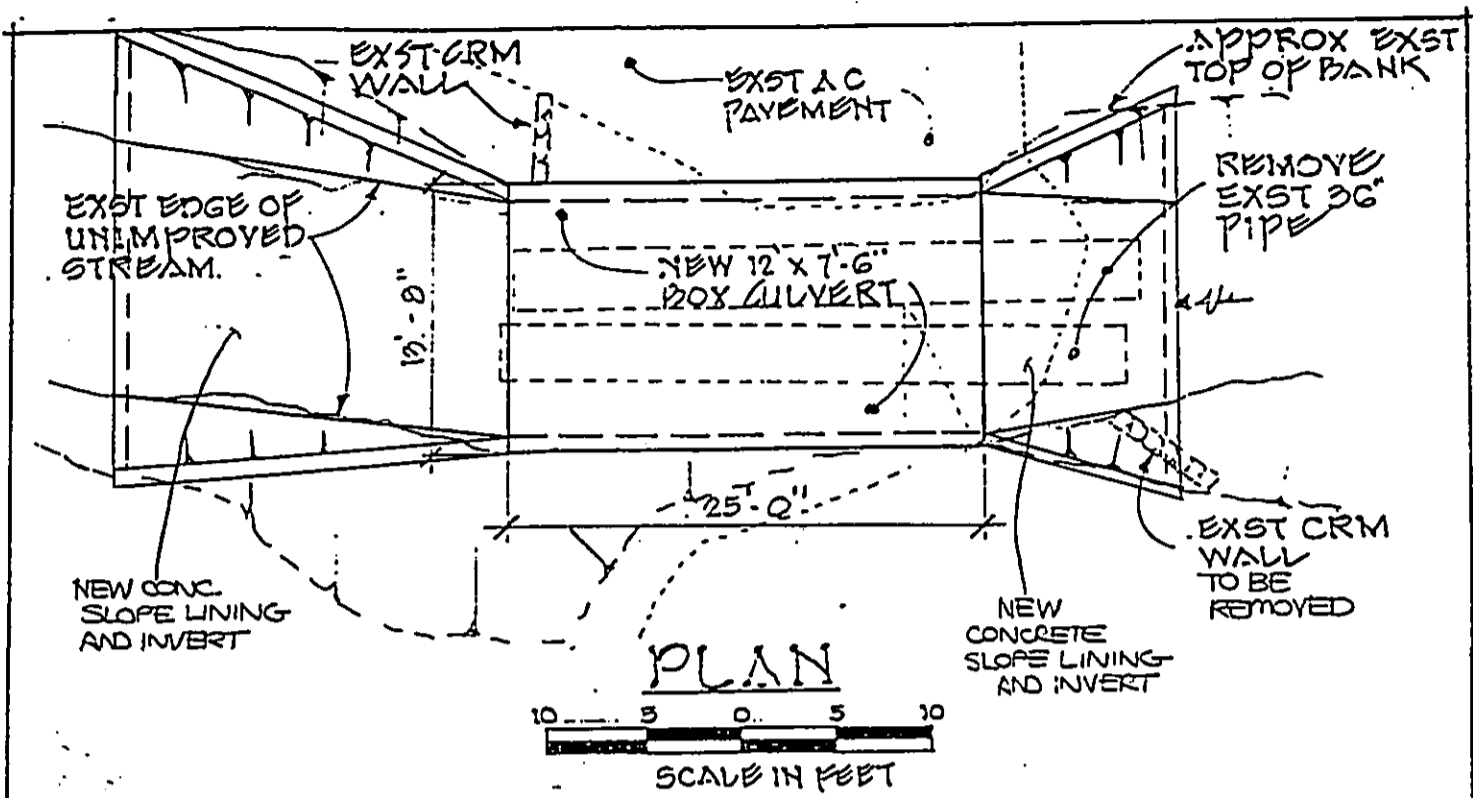 EXST CRM
WALL
EXST A C
PAVEMENT
APPROX EXST
TOP OF BANK
REMOVE
EXST 36"
PIPE
EXST EDGE OF
UNIMPROVED
STREAM.
NEW 12' X 7'-6"
BOX CULVERT
13'-8"
25'-0"
NEW CONC.
SLOPE LINING
AND INVERT
NEW
CONCRETE
SLOPE LINING
AND INVERT
EXST CRM
WALL
TO BE
REMOVED
PLAN
10 5 0 5 10
SCALE IN FEET